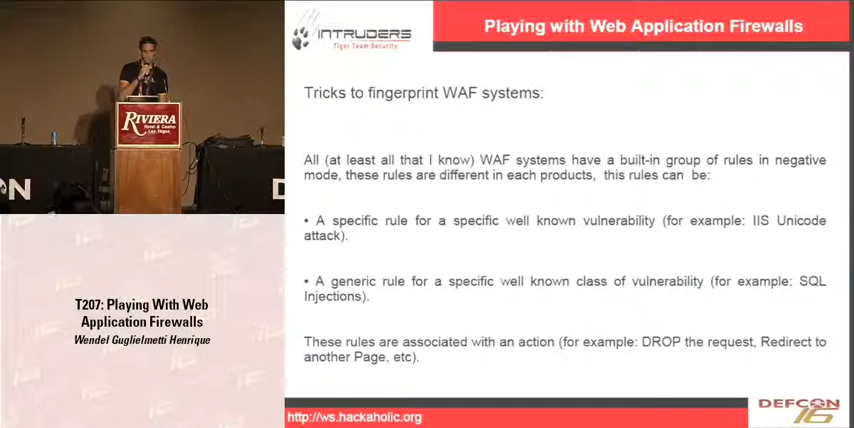 INTRUDERS
Tiger Team Security
Playing with Web Application Firewalls
RIVIERA
Hotel & Casino
Las Vegas
ON
Tricks to fingerprint WAF systems:
All (at least all that I know) WAF systems have a built-in group of rules in negative
mode, these rules are different in each products, this rules can be:
• A specific rule for a specific well known vulnerability (for example: IIS Unicode
attack).
• A generic rule for a specific well known class of vulnerability (for example: SQL
Injections).
These rules are associated with an action (for example: DROP the request, Redirect to
another Page, etc).
T207: Playing With Web
Application Firewalls
Wendel Guglielmetti Henrique
http://ws.hackaholic.org
DEFCON
16